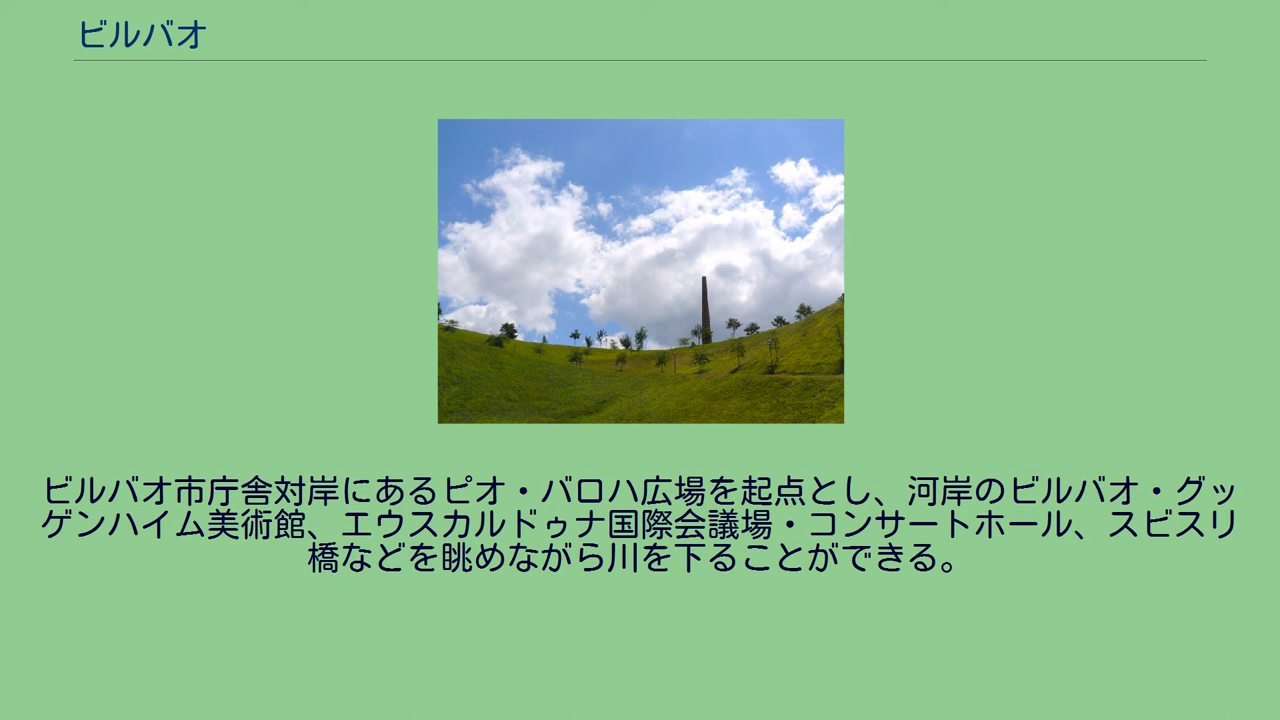 ビルバオ
ビルバオ市庁舎対岸にあるピオ・バロハ広場を起点とし、河岸のビルバオ・グッ
ゲンハイム美術館、エウスカルドゥナ国際会議場・コンサートホール、スビスリ
橋などを眺めながら川を下ることができる。